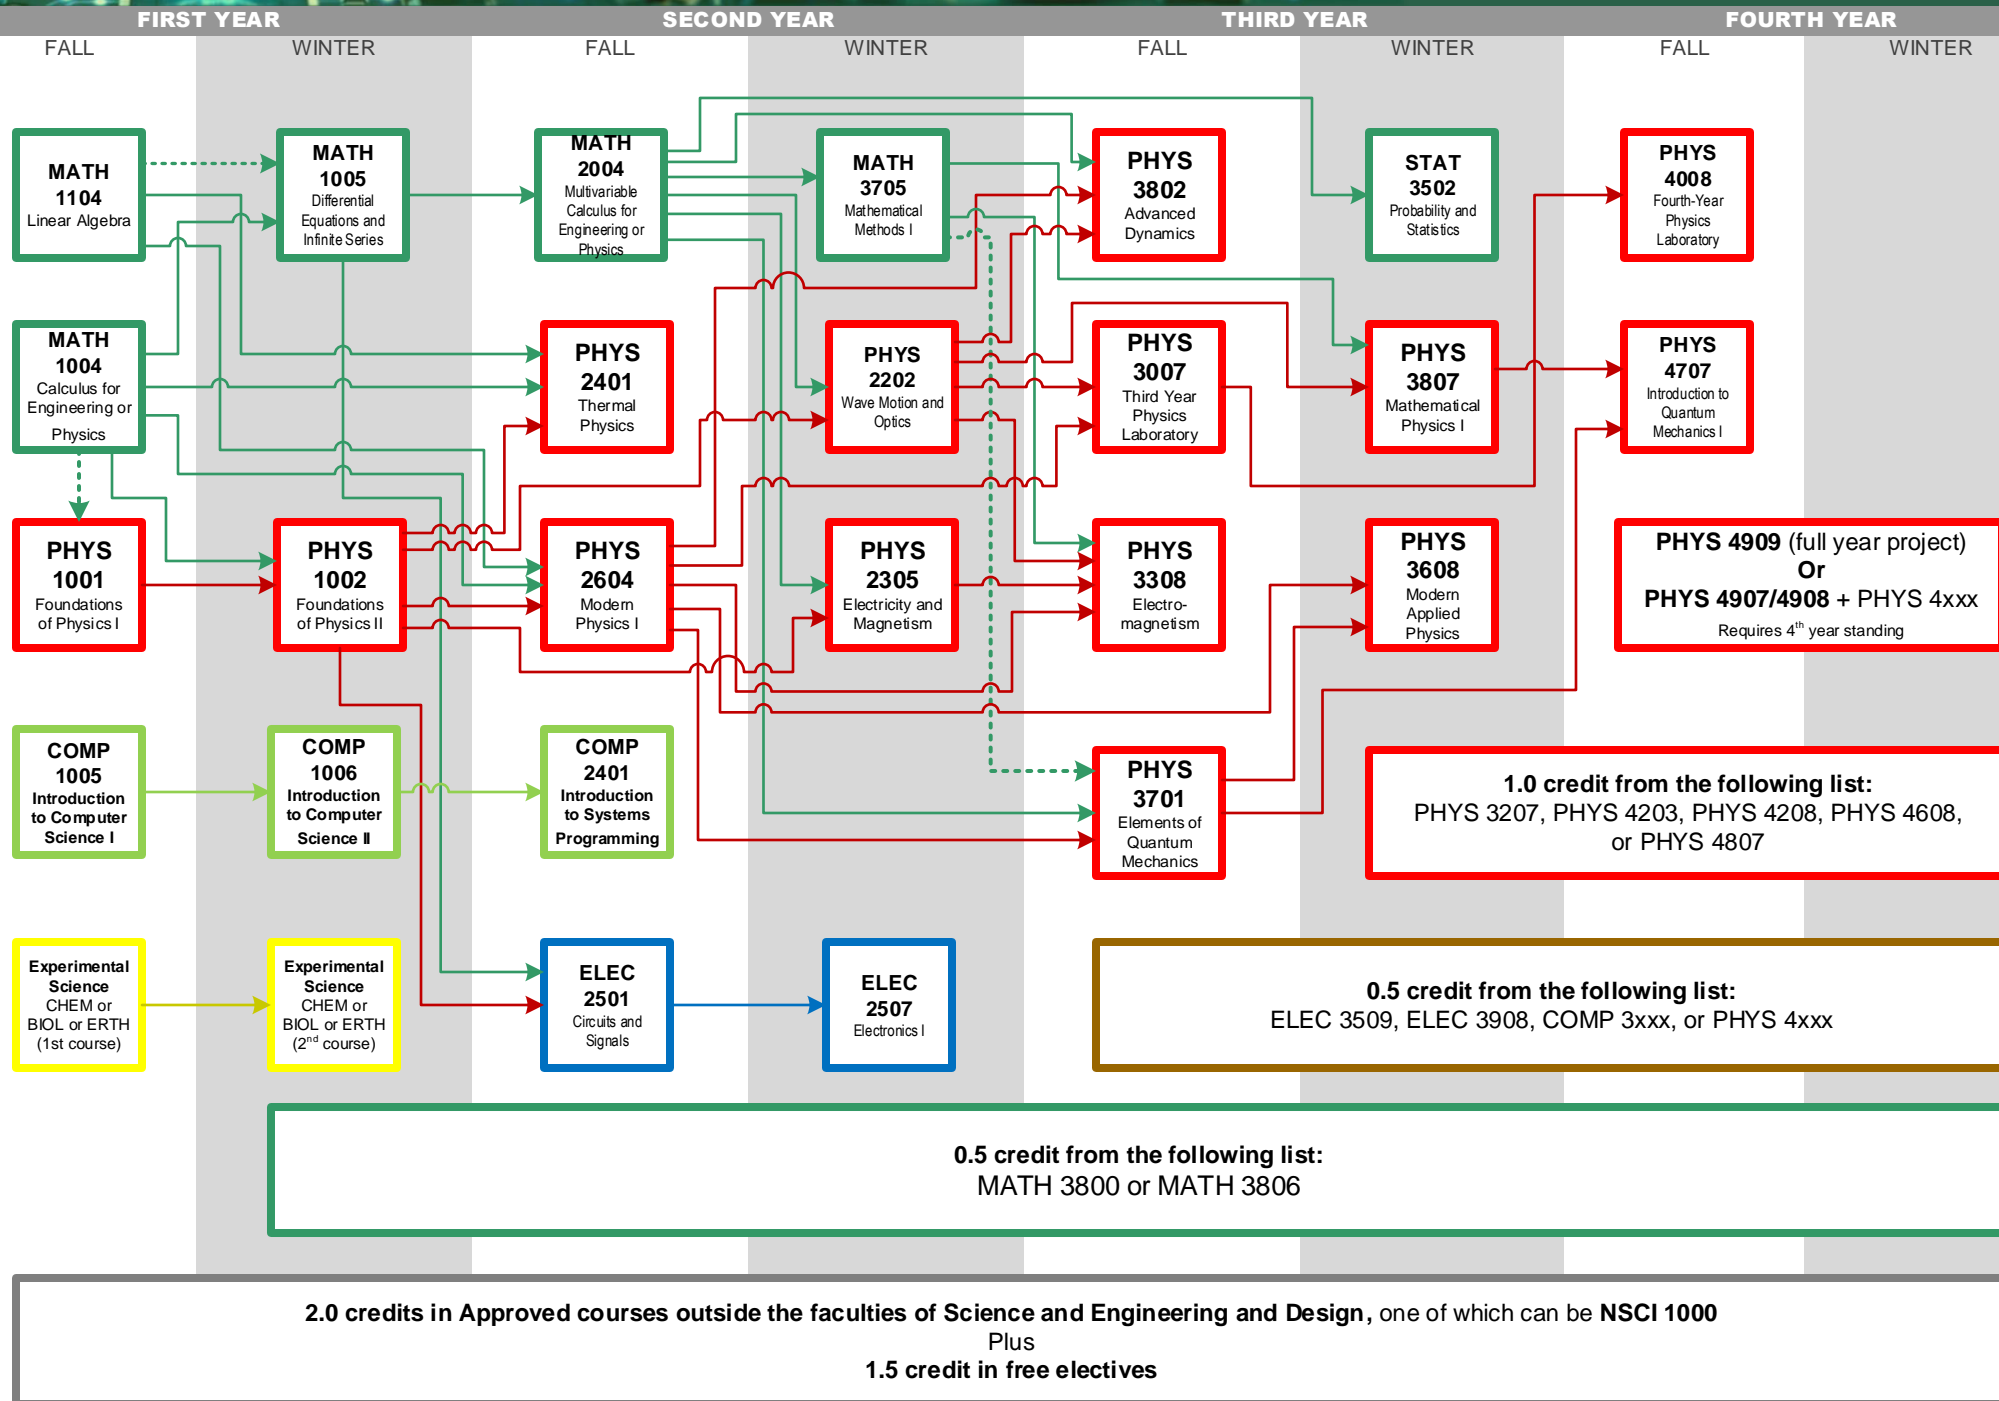 FIRST YEAR
SECOND YEAR
THIRD YEAR
FOURTH YEAR
FALL
WINTER
FALL
WINTER
FALL
WINTER
FALL
WINTER
MATH
1104
Linear Algebra
MATH
1005
Differential
Equations and
Infinite Series
MATH
2004
Multivariable
Calculus for
Engineering or
Physics
MATH
3705
Mathematical
Methods I
PHYS
3802
Advanced
Dynamics
STAT
3502
Probability and
Statistics
PHYS
4008
Fourth-Year
Physics
Laboratory
MATH
1004
Calculus for
Engineering or
Physics
PHYS
2401
Thermal
Physics
PHYS
2202
Wave Motion and
Optics
PHYS
3007
Third Year
Physics
Laboratory
PHYS
3807
Mathematical
Physics I
PHYS
4707
Introduction to
Quantum
Mechanics I
PHYS
1001
Foundations
of Physics I
PHYS
1002
Foundations
of Physics II
PHYS
2604
Modern
Physics I
PHYS
2305
Electricity and
Magnetism
PHYS
3308
Electro-
magnetism
PHYS
3608
Modern
Applied
Physics
PHYS 4909 (full year project)
Or
PHYS 4907/4908 + PHYS 4xxx
Requires 4th year standing
COMP
1005
Introduction
to Computer
Science I
COMP
1006
Introduction
to Computer
Science II
COMP
2401
Introduction
to Systems
Programming
PHYS
3701
Elements of
Quantum
Mechanics
1.0 credit from the following list:
PHYS 3207, PHYS 4203, PHYS 4208, PHYS 4608,
or PHYS 4807
Experimental
Science
CHEM or
BIOL or ERTH
(1st course)
Experimental
Science
CHEM or
BIOL or ERTH
(2nd course)
ELEC
2501
Circuits and
Signals
ELEC
2507
Electronics I
0.5 credit from the following list:
ELEC 3509, ELEC 3908, COMP 3xxx, or PHYS 4xxx
0.5 credit from the following list:
MATH 3800 or MATH 3806
2.0 credits in Approved courses outside the faculties of Science and Engineering and Design, one of which can be NSCI 1000
Plus
1.5 credit in free electives